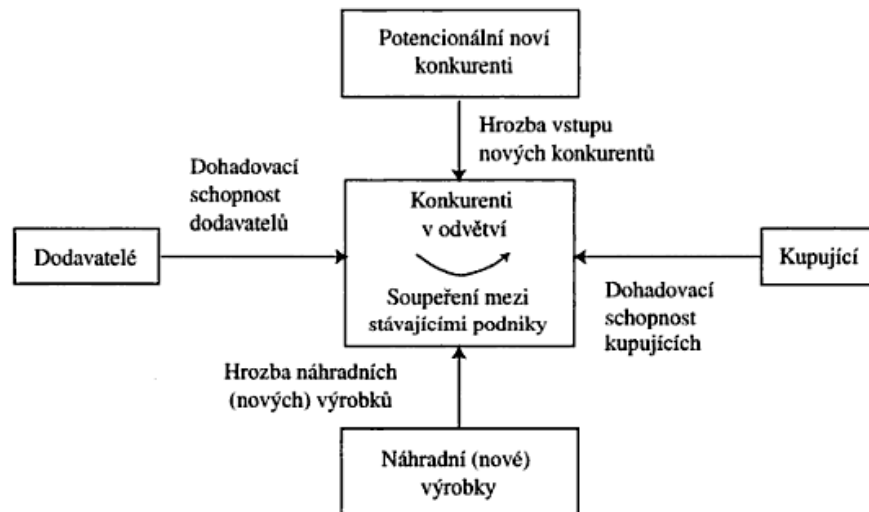 Potencionální noví
konkurenti
Hrozba vstupu
nových konkurentů
Dohadovací
schopnost
dodavatelů
Konkurenti
v odvětví
Dodavatelé
Kupující
Soupeření mezi
stávajícími podniky
Dohadovací
schopnost
kupujících
Hrozba náhradních
(nových) výrobků
Náhradní (nové)
výrobky